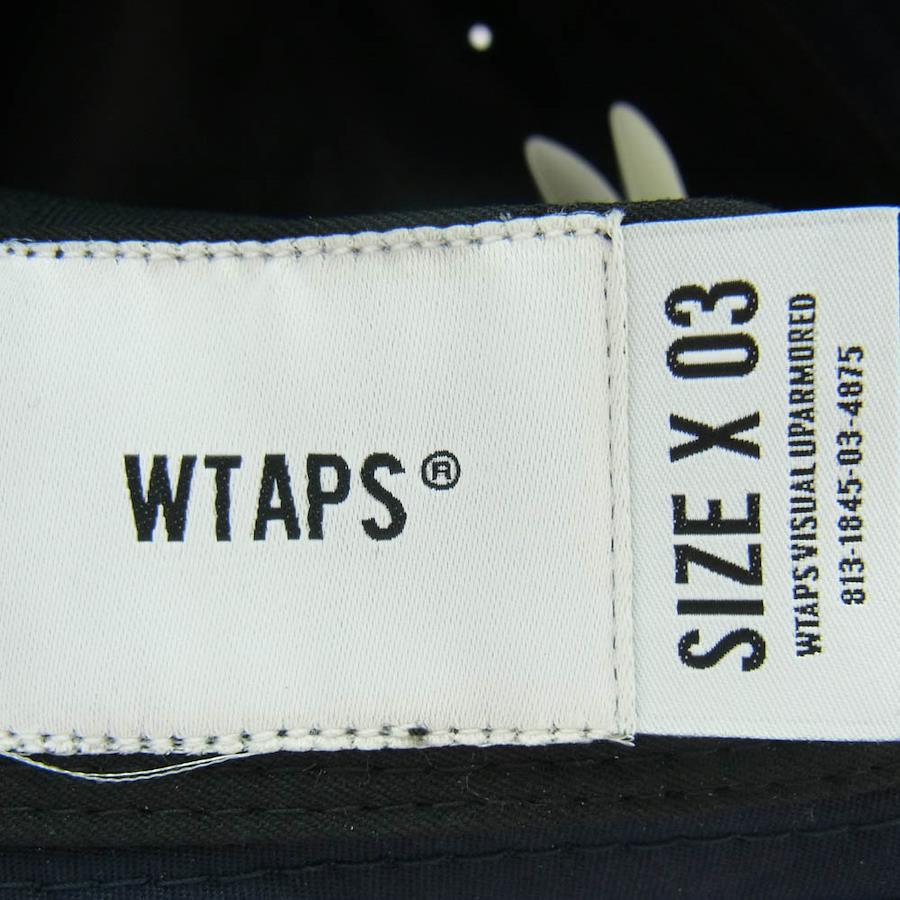 WTAPS®
SIZE X 03
WTAPS VISUAL UPARMORED
813-1845-03-4875